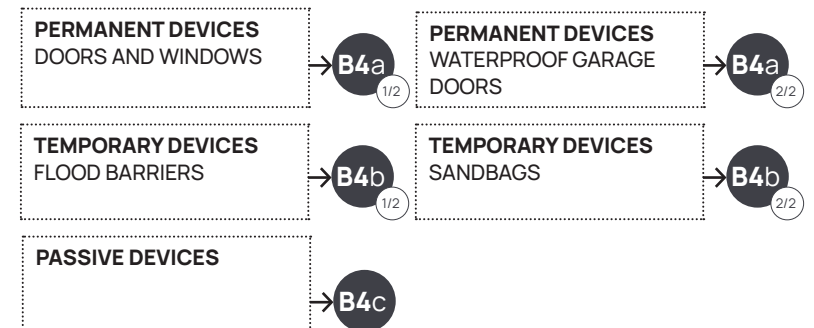 PERMANENT DEVICES
DOORS AND WINDOWS
B4a
1/2
PERMANENT DEVICES
WATERPROOF GARAGE
DOORS
B4a
2/2
TEMPORARY DEVICES
FLOOD BARRIERS
B4b
1/2
TEMPORARY DEVICES
SANDBAGS
B4b
2/2
PASSIVE DEVICES
B4c